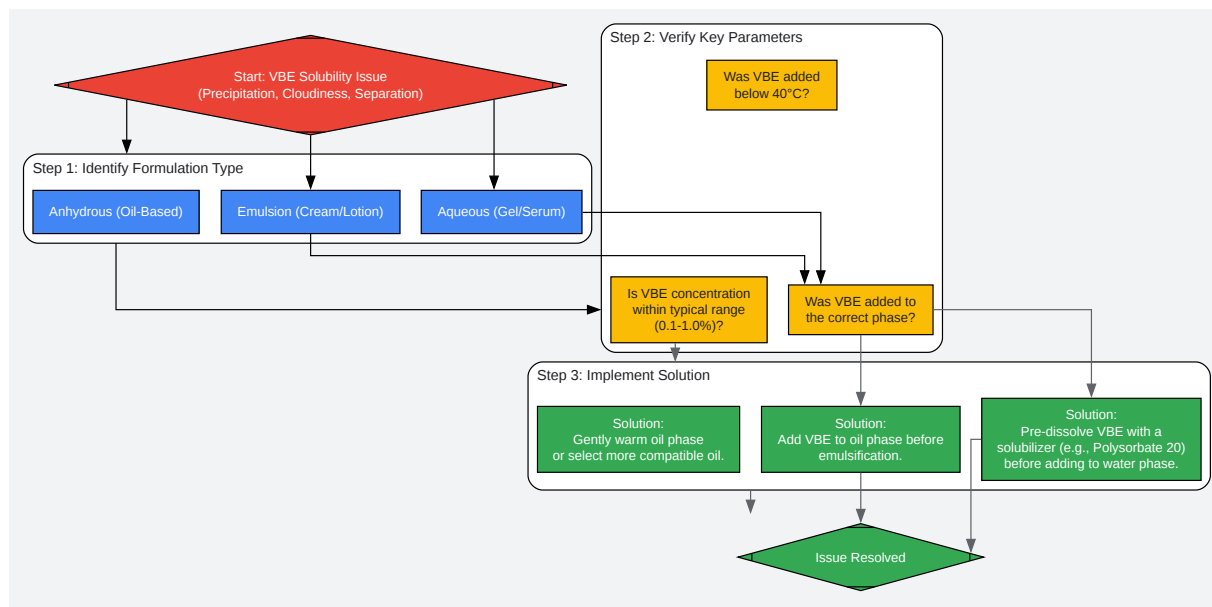 Start: VBE Solubility Issue
(Precipitation, Cloudiness, Separation)
Step 1: Identify Formulation Type
Anhydrous (Oil-Based)
Emulsion (Cream/Lotion)
Aqueous (Gel/Serum)
Step 2: Verify Key Parameters
Was VBE added
below 40°C?
Is VBE concentration
within typical range
(0.1-1.0%)?
Was VBE added to
the correct phase?
Step 3: Implement Solution
Solution:
Gently warm oil phase
or select more compatible oil.
Solution:
Add VBE to oil phase before
emulsification.
Solution:
Pre-dissolve VBE with a
solubilizer (e.g., Polysorbate 20)
before adding to water phase.
Issue Resolved